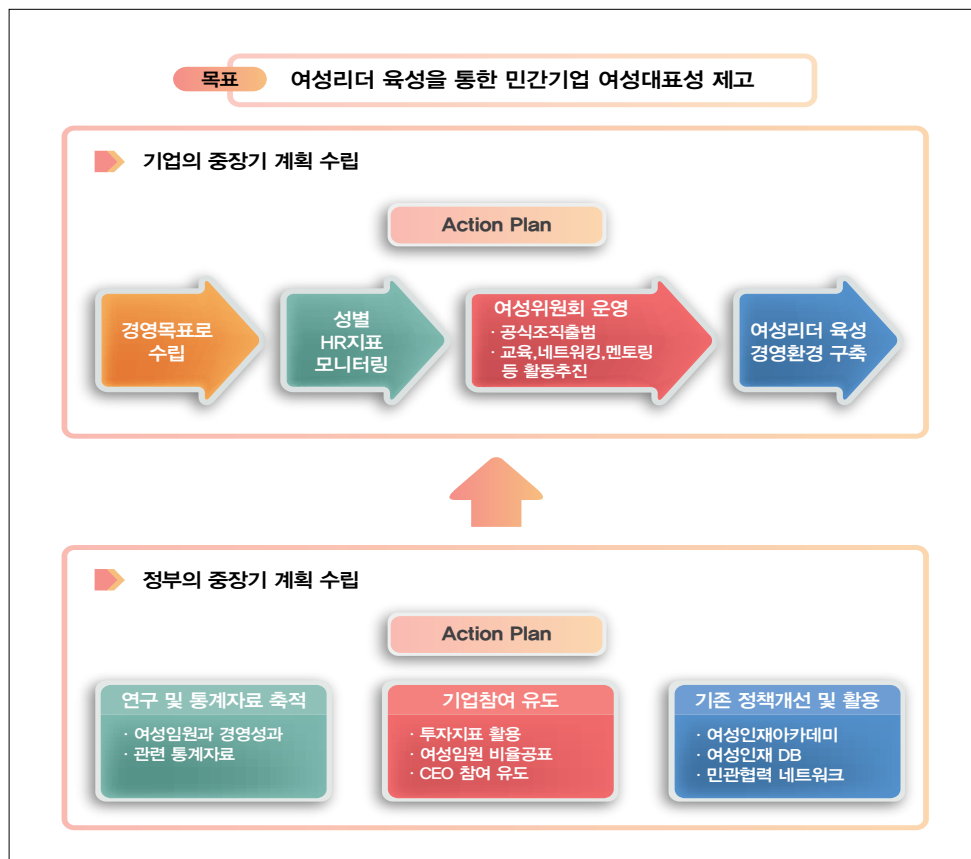 목표 여성리더 육성을 통한 민간기업 여성대표성 제고
기업의 중장기 계획 수립
Action Plan
경영목표로
수립
성별
HR지표
모니터링
여성위원회 운영
· 공식조직출범
· 교육,네트워킹,멘토링
등 활동추진
여성리더 육성
경영환경 구축
정부의 중장기 계획 수립
Action Plan
연구 및 통계자료 축적
· 여성임원과 경영성과
· 관련 통계자료
기업참여 유도
· 투자지표 활용
· 여성임원 비율공표
· CEO 참여 유도
기존 정책개선 및 활용
· 여성인재아카데미
· 여성인재 DB
· 민관협력 네트워크